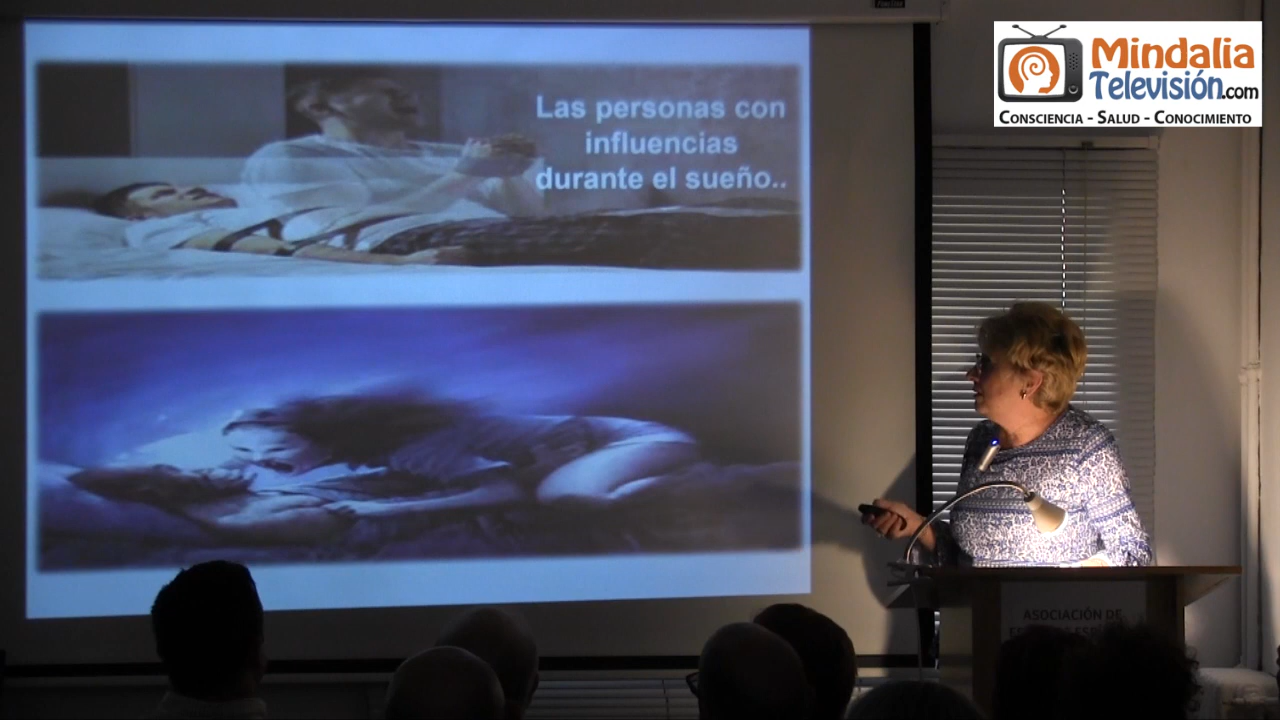 Mindalia
Televisión.com
CONSCIENCIA - SALUD - CONOCIMIENTO
Las personas con
influencias
durante el sueño..
ASOCIACIÓN DE